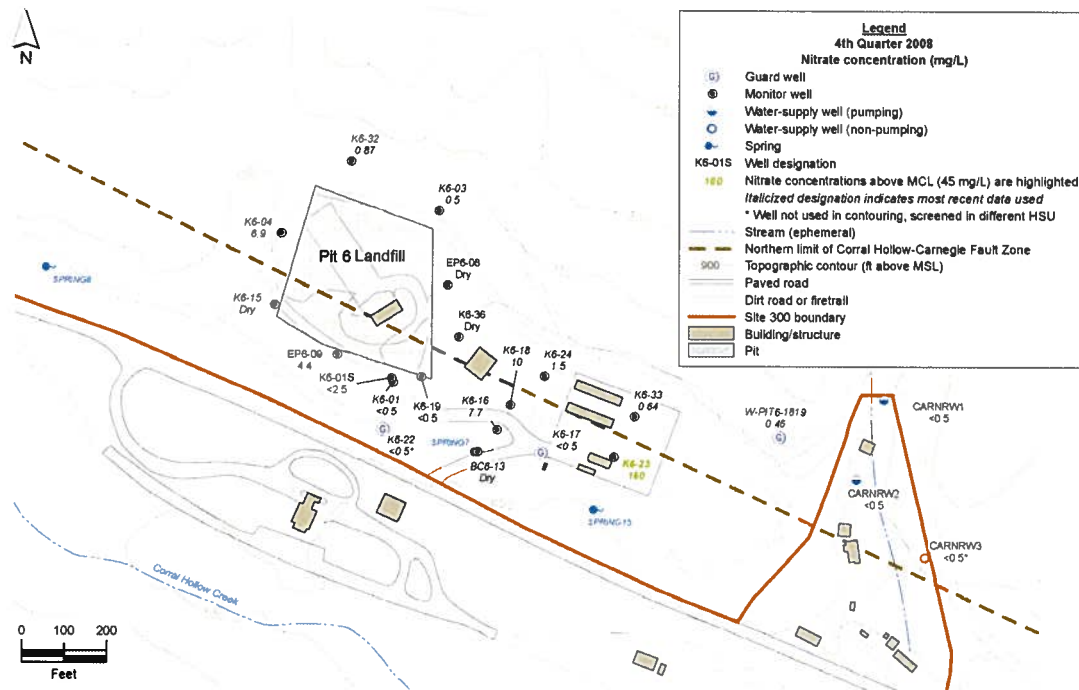 N
Legend
4th Quarter 2008
Nitrate concentration (mg/L)
G Guard well
Monitor well
Water-supply well (pumping)
Water-supply well (non-pumping)
Spring
K6-01S Well designation
160 Nitrate concentrations above MCL (45 mg/L) are highlighted
Italicized designation indicates most recent data used
* Well not used in contouring, screened in different HSU
Stream (ephemeral)
Northern limit of Corral Hollow-Carnegie Fault Zone
900 Topographic contour (ft above MSL)
Paved road
Dirt road or firetrail
Site 300 boundary
Building/structure
Pit
K6-32
0 87
K6-03
0 5
K6-04
6.9
Pit 6 Landfill
EP6-08
Dry
SPRING8
K6-15
Dry
K6-36
Dry
EP6-09
4 4
K6-18
10
K6-24
1 5
K6-01S
<2 5
K6-01
<0 5
K6-19
<0 5
K6-16
7 7
K6-33
0 64
K6-22
<0 5*
SPRING7
K6-17
<0 5
BC6-13
Dry
K6-23
160
SPRING15
W-PIT6-1819
0 46
CARNRW1
<0 5
CARNRW2
<0 5
CARNRW3
<0 5*
Corral Hollow Creek
0 100 200
Feet